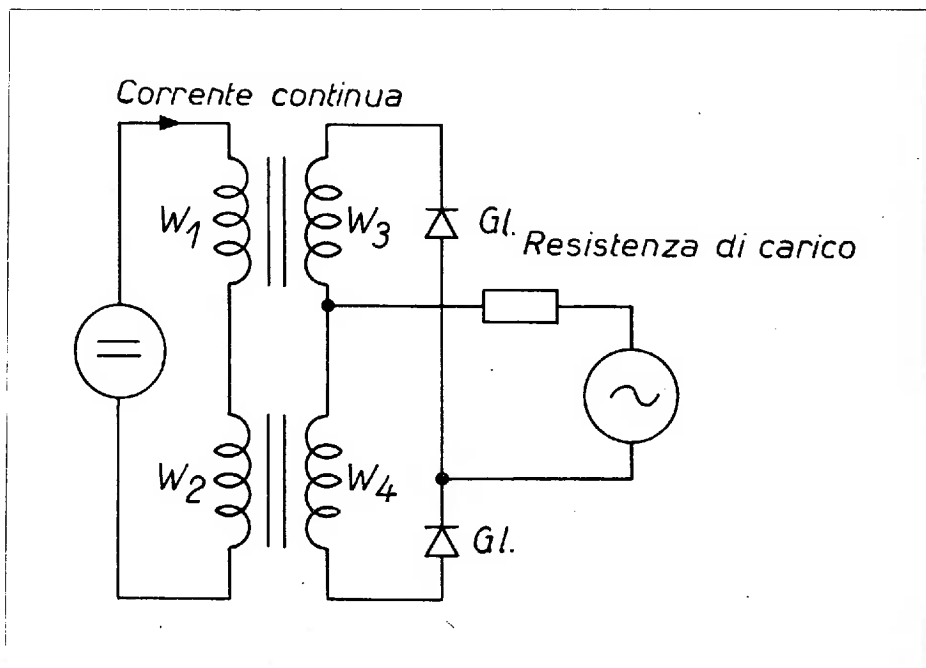 Corrente continua
W1
W3
Gl.
Resistenza di carico
W2
W4
Gl.